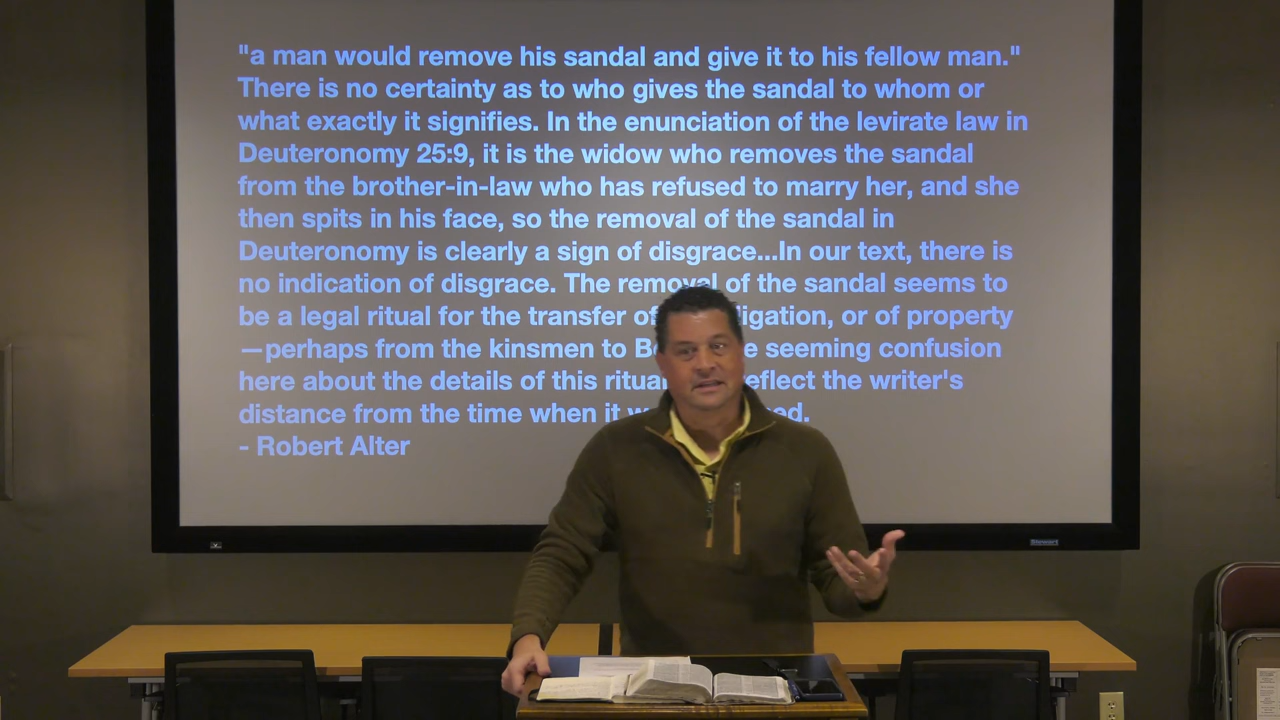 "a man would remove his sandal and give it to his fellow man."
There is no certainty as to who gives the sandal to whom or
what exactly it signifies. In the enunciation of the levirate law in
Deuteronomy 25:9, it is the widow who removes the sandal
from the brother-in-law who has refused to marry her, and she
then spits in his face, so the removal of the sandal in
Deuteronomy is clearly a sign of disgrace...In our text, there is
no indication of disgrace. The removal of the sandal seems to
be a legal ritual for the transfer of or of property
—perhaps from the kinsmen to seeming confusion
here about the details of this reflect the writer's
distance from the time when it
- Robert Alter